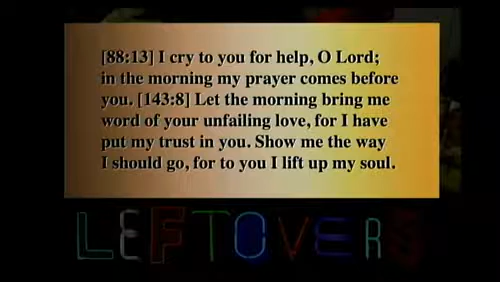 [88:13] I cry to you for help, O Lord;
in the morning my prayer comes before
you. [143:8] Let the morning bring me
word of your unfailing love, for I have
put my trust in you. Show me the way
I should go, for to you I lift up my soul.
LEFTOVERS